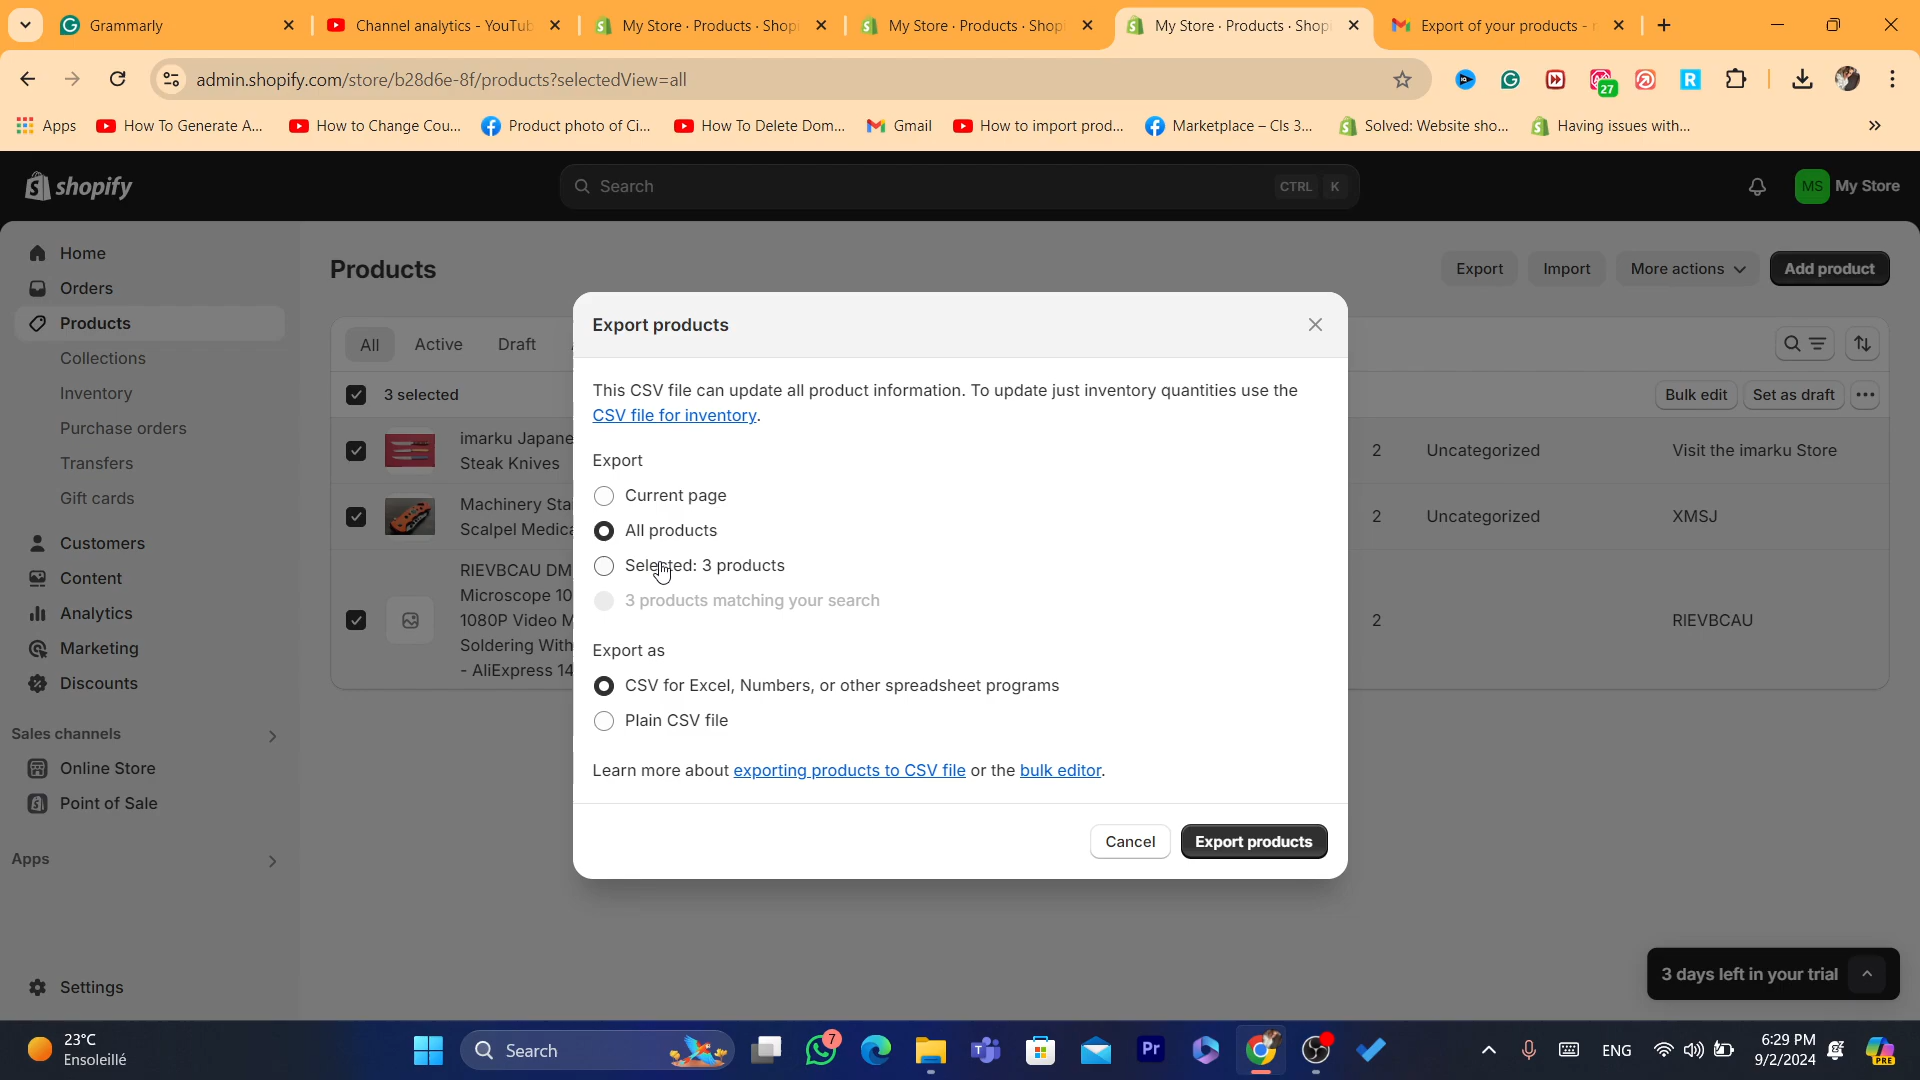 Grammarly
Channel analytics - YouTub
My Store · Products · Shopi
My Store · Products · Shopi
My Store · Products · Shopi
Export of your products -
admin.shopify.com/store/b28d6e-8f/products?selectedView=all
27
Apps
How To Generate A...
How to Change Cou...
Product photo of Ci...
How To Delete Dom...
Gmail
How to import prod...
Marketplace – Cls 3...
Solved: Website sho...
Having issues with...
»
shopify
Search
CTRL K
MS My Store
Home
Orders
Products
Collections
Inventory
Purchase orders
Transfers
Gift cards
Customers
Content
Analytics
Marketing
Discounts
Sales channels
Online Store
Point of Sale
Apps
Settings
Products
Export
Import
More actions
Add product
All
Active
Draft
3 selected
Bulk edit
Set as draft
imarku Japane
Steak Knives
2
Uncategorized
Visit the imarku Store
Machinery Sta
Scalpel Medica
2
Uncategorized
XMSJ
RIEVBCAU DM
Microscope 10
1080P Video M
Soldering With
- AliExpress 14
2
RIEVBCAU
Export products
This CSV file can update all product information. To update just inventory quantities use the
CSV file for inventory.
Export
Current page
All products
Selected: 3 products
3 products matching your search
Export as
CSV for Excel, Numbers, or other spreadsheet programs
Plain CSV file
Learn more about exporting products to CSV file or the bulk editor.
Cancel
Export products
3 days left in your trial
23°C
Ensoleillé
Search
7
Pr
ENG
6:29 PM
9/2/2024
PRE